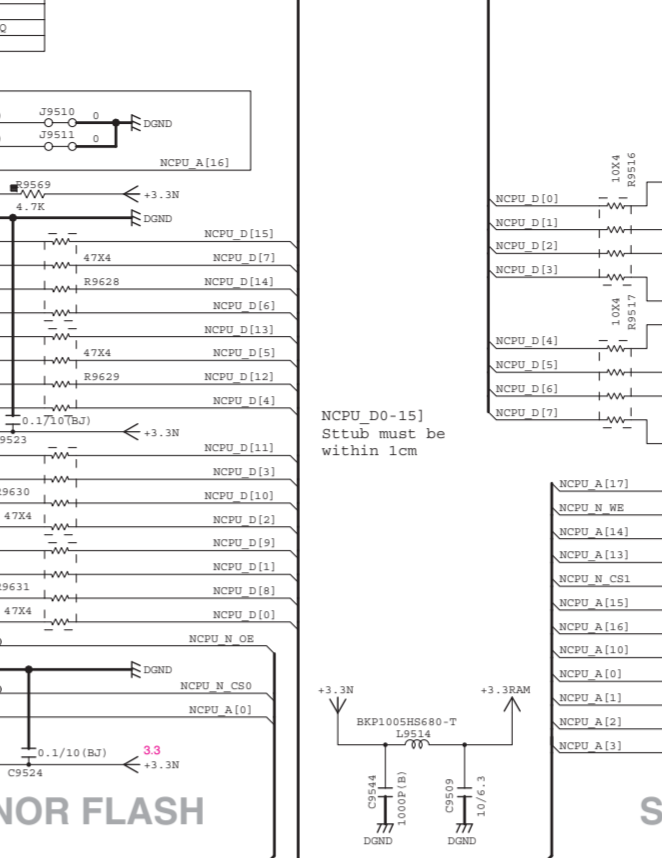 Q
J9510 0
DGND
J9511 0
NCPU_A[16]
R9569
+3.3N
4.7K
DGND
NCPU_D[15]
47X4 NCPU_D[7]
R9628 NCPU_D[14]
NCPU_D[6]
NCPU_D[13]
47X4 NCPU_D[5]
R9629 NCPU_D[12]
NCPU_D[4]
0.1/10(BJ)
+3.3N
9523
NCPU_D[11]
NCPU_D[3]
9630 NCPU_D[10]
47X4 NCPU_D[2]
NCPU_D[9]
NCPU_D[1]
9631 NCPU_D[8]
47X4 NCPU_D[0]
NCPU_N_OE
DGND
NCPU_N_CS0
NCPU_A[0]
3.3
0.1/10(BJ)
+3.3N
C9524
NOR FLASH
NCPU_D0-15]
Sttub must be
within 1cm
+3.3N +3.3RAM
BKP1005HS680-T
L9514
C9544 1000P(B)
C9509 10/6.3
DGND DGND
10X4 R9516
NCPU_D[0]
NCPU_D[1]
NCPU_D[2]
NCPU_D[3]
10X4 R9517
NCPU_D[4]
NCPU_D[5]
NCPU_D[6]
NCPU_D[7]
NCPU_A[17]
NCPU_N_WE
NCPU_A[14]
NCPU_A[13]
NCPU_N_CS1
NCPU_A[15]
NCPU_A[16]
NCPU_A[10]
NCPU_A[0]
NCPU_A[1]
NCPU_A[2]
NCPU_A[3]
S